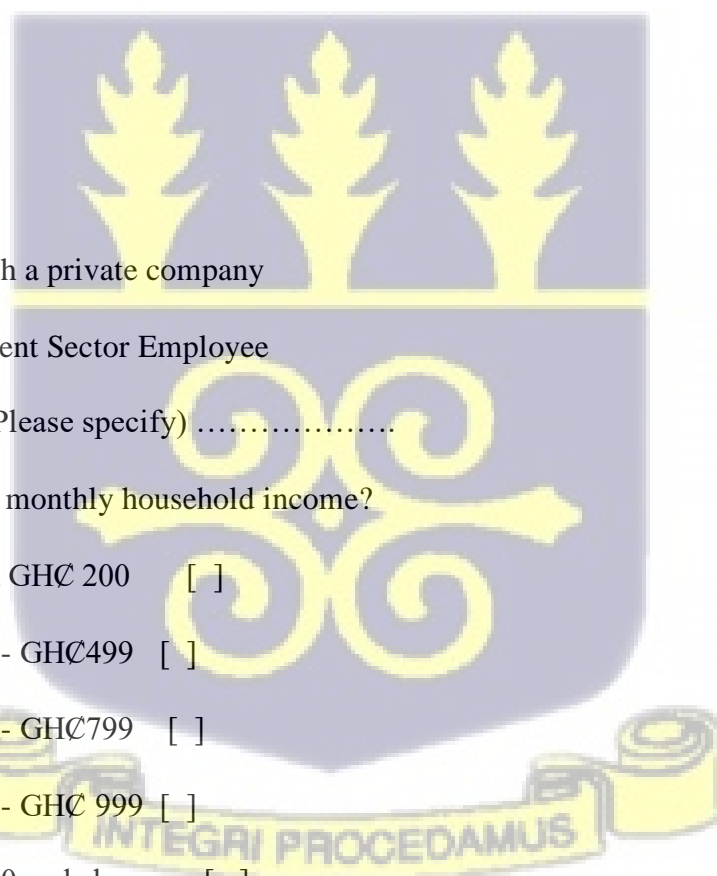 h a private company
ent Sector Employee
Please specify) ………………..
monthly household income?
GH₵ 200 [ ]
- GH₵499 [ ]
- GH₵799 [ ]
- GH₵ 999 [ ]
[ ]
INTEGRI PROCEDAMUS